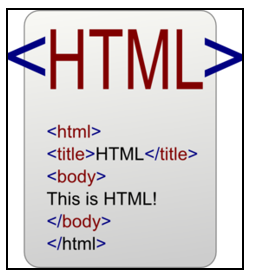 <HTML>
<html>
<title>HTML</title>
<body>
This is HTML!
</body>
</html>